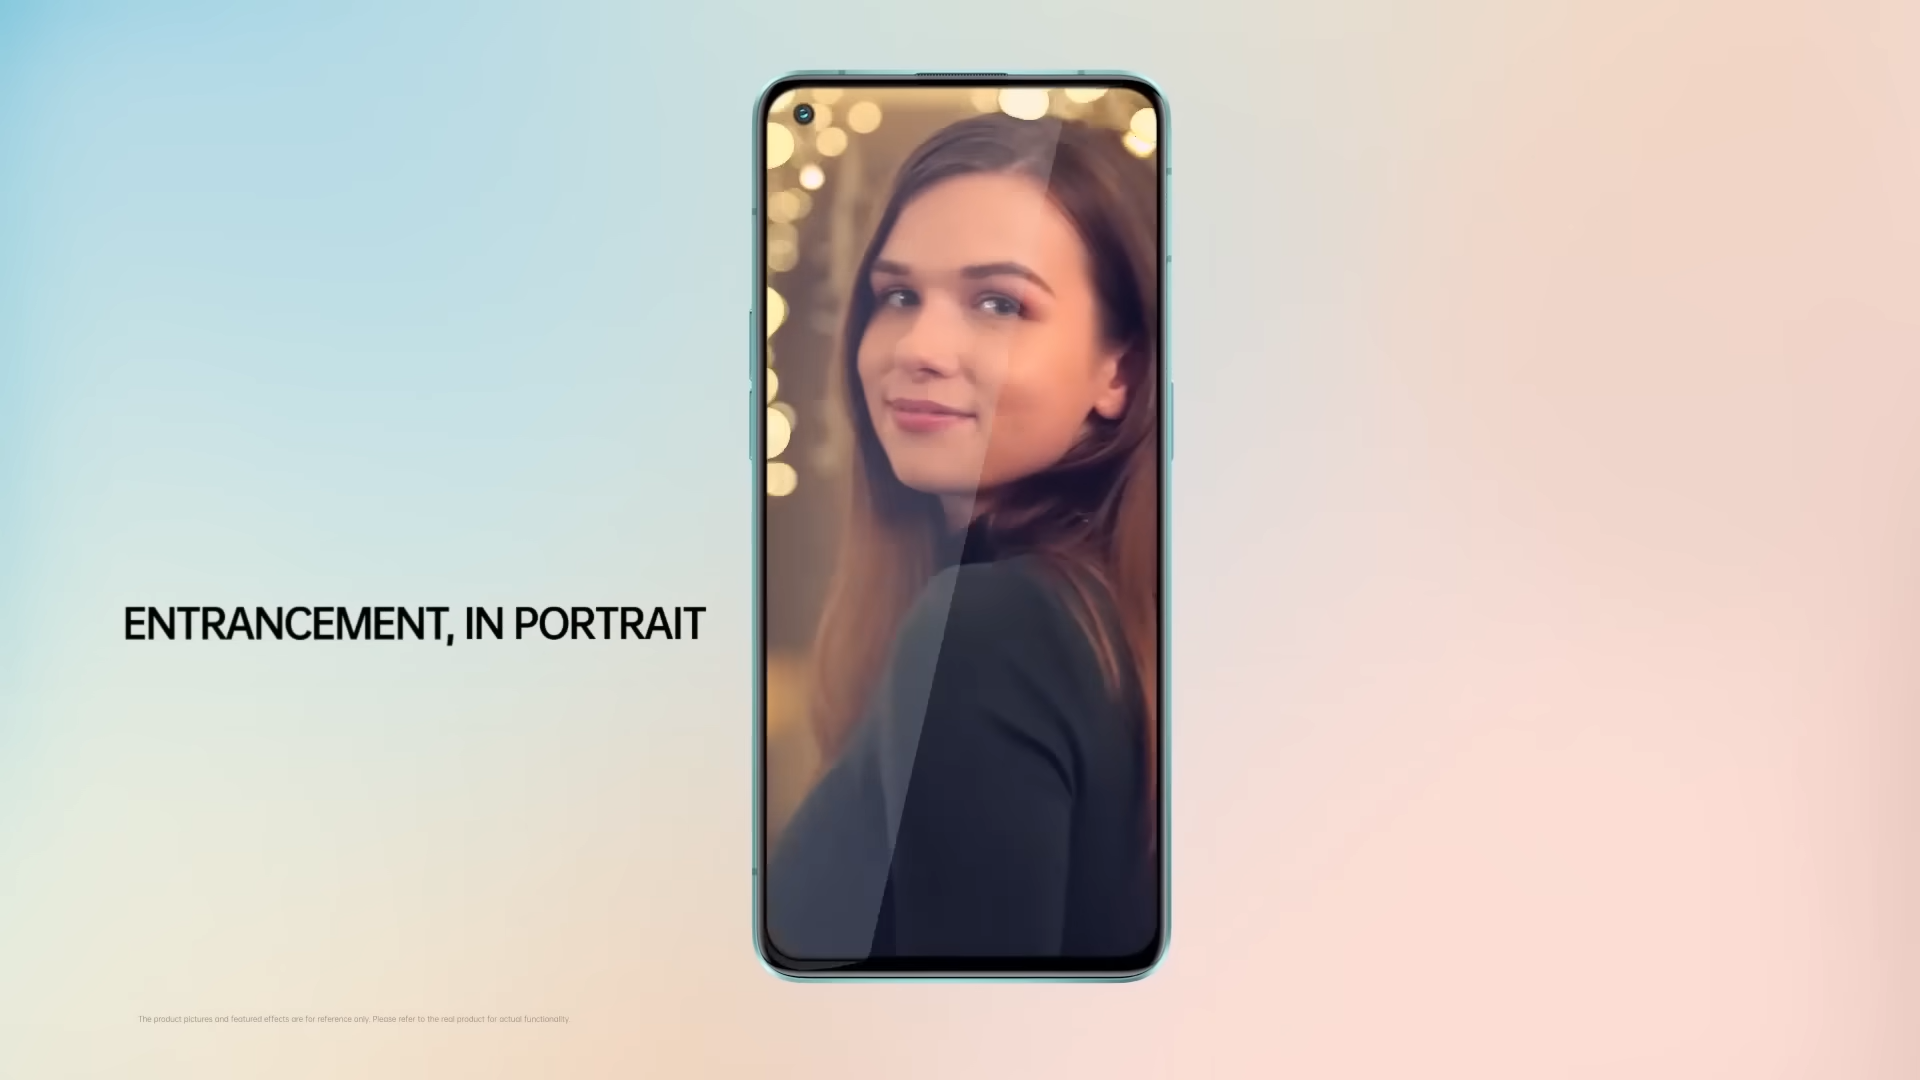 ENTRANCEMENT, IN PORTRAIT
The product pictures and featured effects are for reference only. Please refer to the real product for actual functionality.